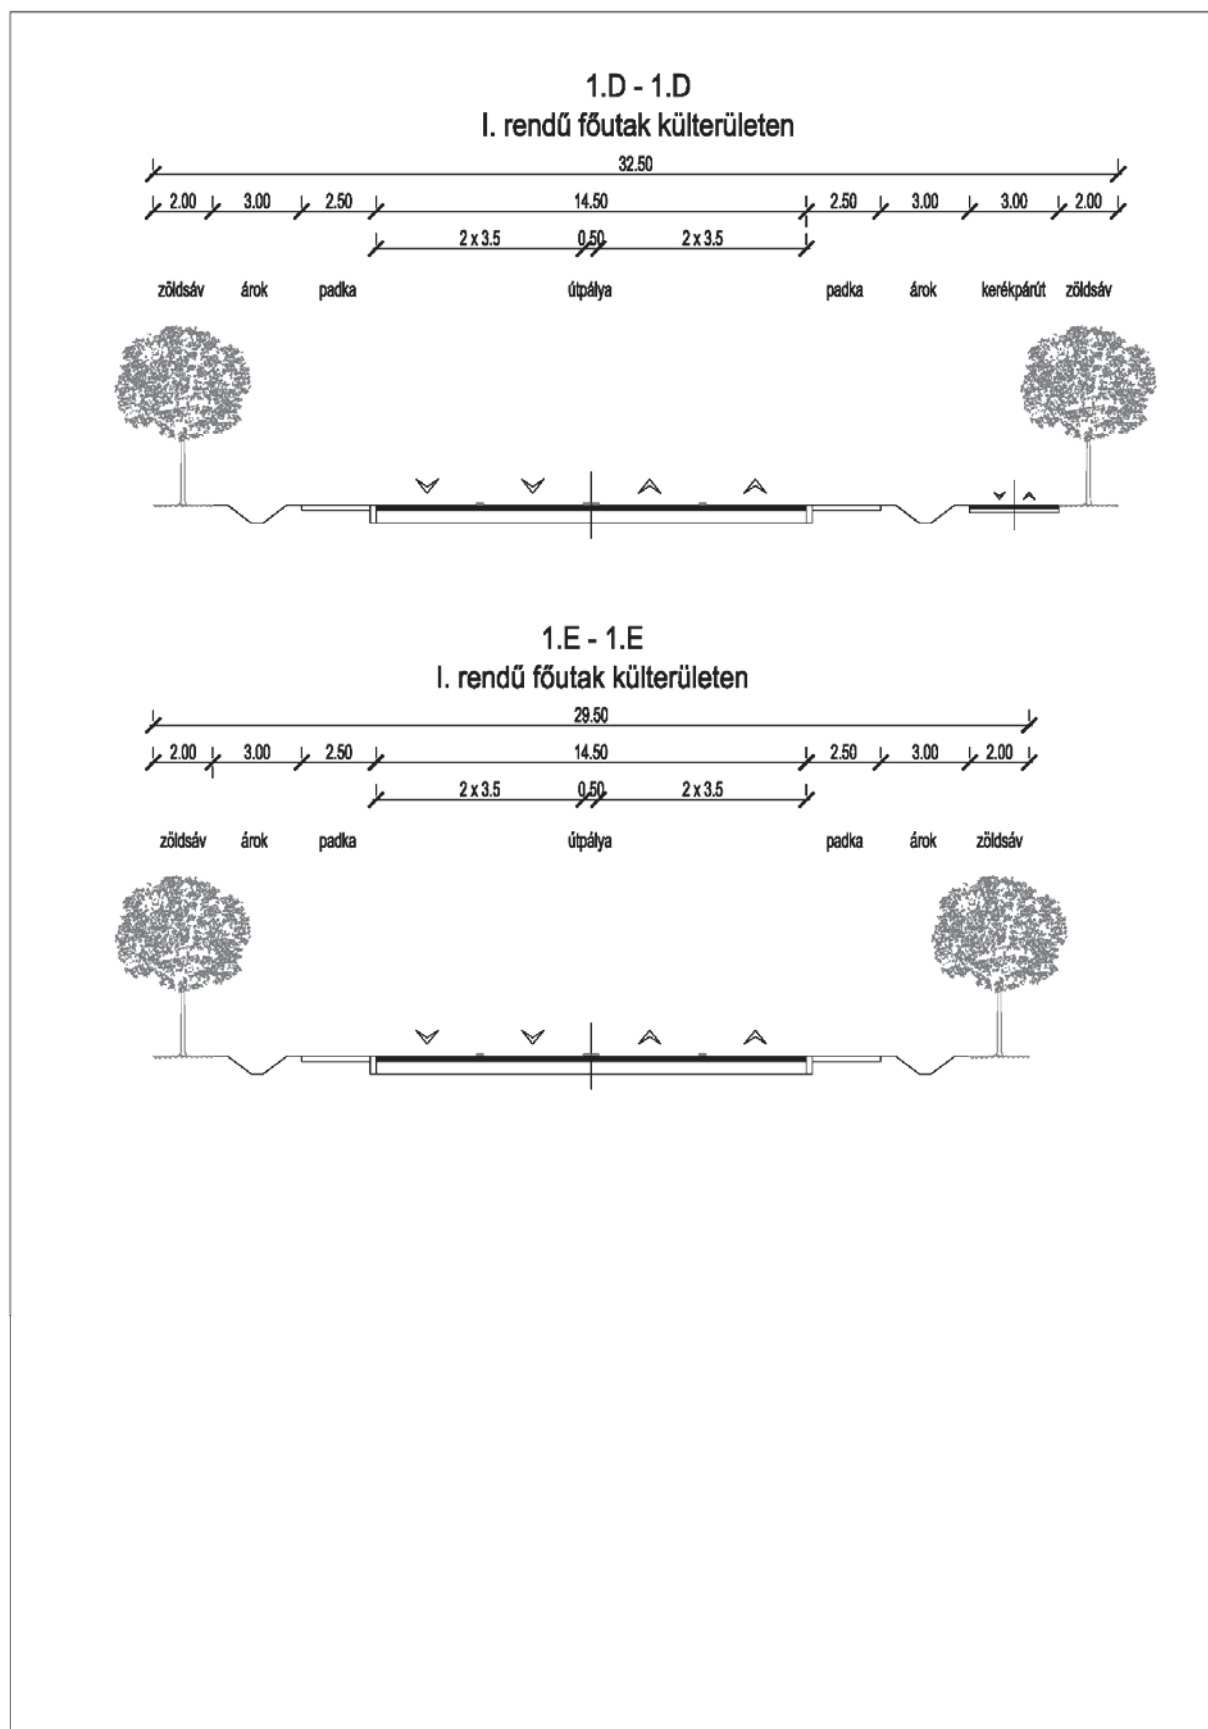 1.D - 1.D
I. rendű főutak külterületen
32.50
2.00 3.00 2.50 14.50 2.50 3.00 3.00 2.00
2 x 3.5 0.50 2 x 3.5
zöldsáv árok padka útpálya padka árok kerékpárút zöldsáv
1.E - 1.E
I. rendű főutak külterületen
29.50
2.00 3.00 2.50 14.50 2.50 3.00 2.00
2 x 3.5 0.50 2 x 3.5
zöldsáv árok padka útpálya padka árok zöldsáv